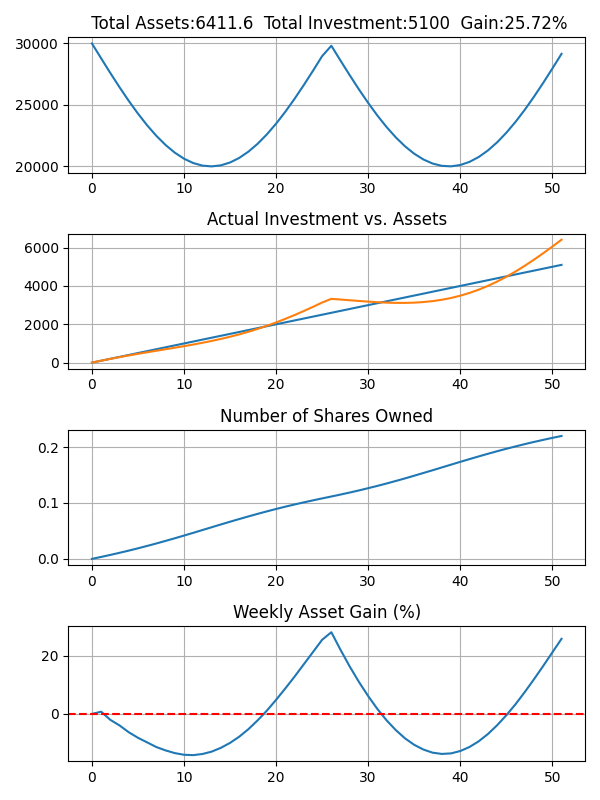 Total Assets:6411.6 Total Investment:5100 Gain:25.72%
30000
25000
20000
0 10 20 30 40 50
Actual Investment vs. Assets
6000
4000
2000
0
0 10 20 30 40 50
Number of Shares Owned
0.2
0.1
0.0
0 10 20 30 40 50
Weekly Asset Gain (%)
20
0
0 10 20 30 40 50